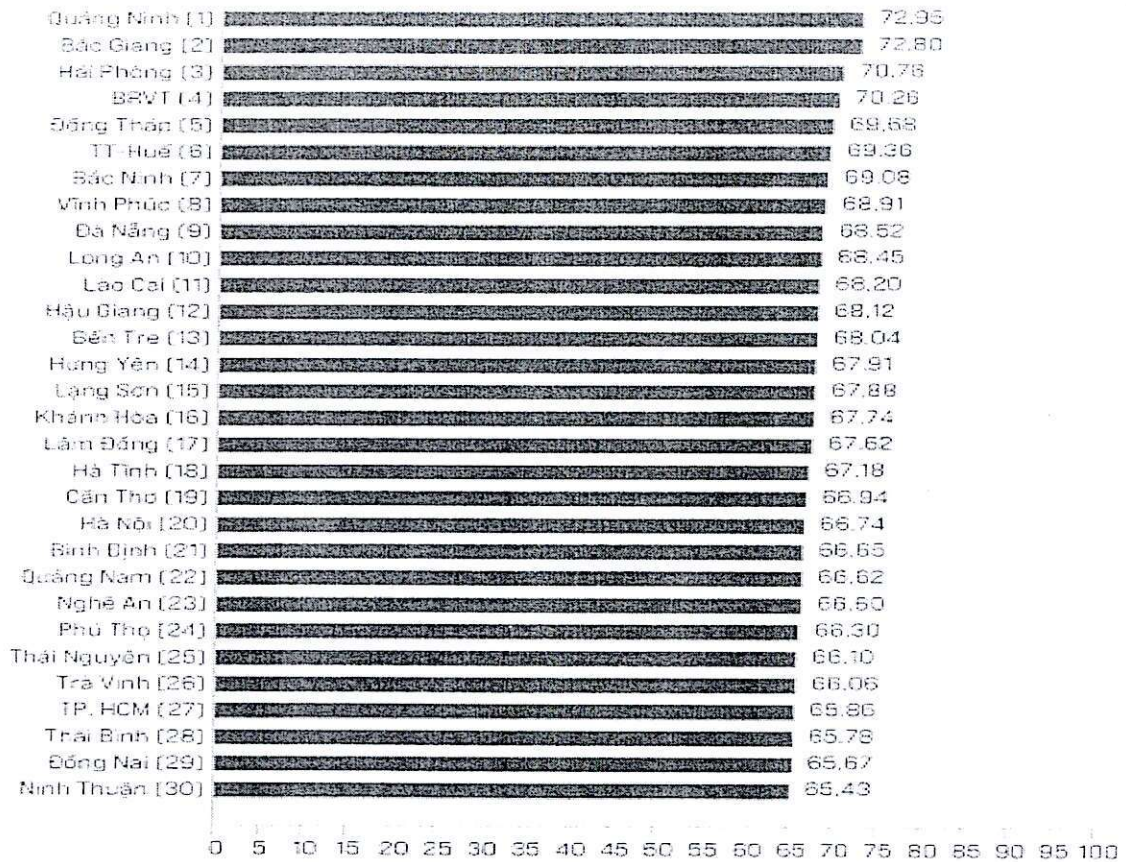 Quảng Ninh [1] 72.95
Bắc Giang [2] 72.80
Hải Phòng [3] 70.76
BRVT [4] 70.26
Đồng Tháp [5] 69.68
TT-Huế [6] 69.36
Bắc Ninh [7] 69.08
Vĩnh Phúc [8] 68.91
Đà Nẵng [9] 68.52
Long An [10] 68.45
Lào Cai [11] 68.20
Hậu Giang [12] 68.12
Bến Tre [13] 68.04
Hưng Yên [14] 67.91
Lạng Sơn [15] 67.88
Khánh Hòa [16] 67.74
Lâm Đồng [17] 67.62
Hà Tĩnh [18] 67.18
Cần Thơ [19] 66.94
Hà Nội [20] 66.74
Bình Định [21] 66.65
Quảng Nam [22] 66.62
Nghệ An [23] 66.60
Phú Thọ [24] 66.30
Thái Nguyên [25] 66.10
Trà Vinh [26] 66.06
TP. HCM [27] 65.86
Thái Bình [28] 65.78
Đồng Nai [29] 65.67
Ninh Thuận [30] 65.43
0 5 10 15 20 25 30 35 40 45 50 55 60 65 70 75 80 85 90 95 100